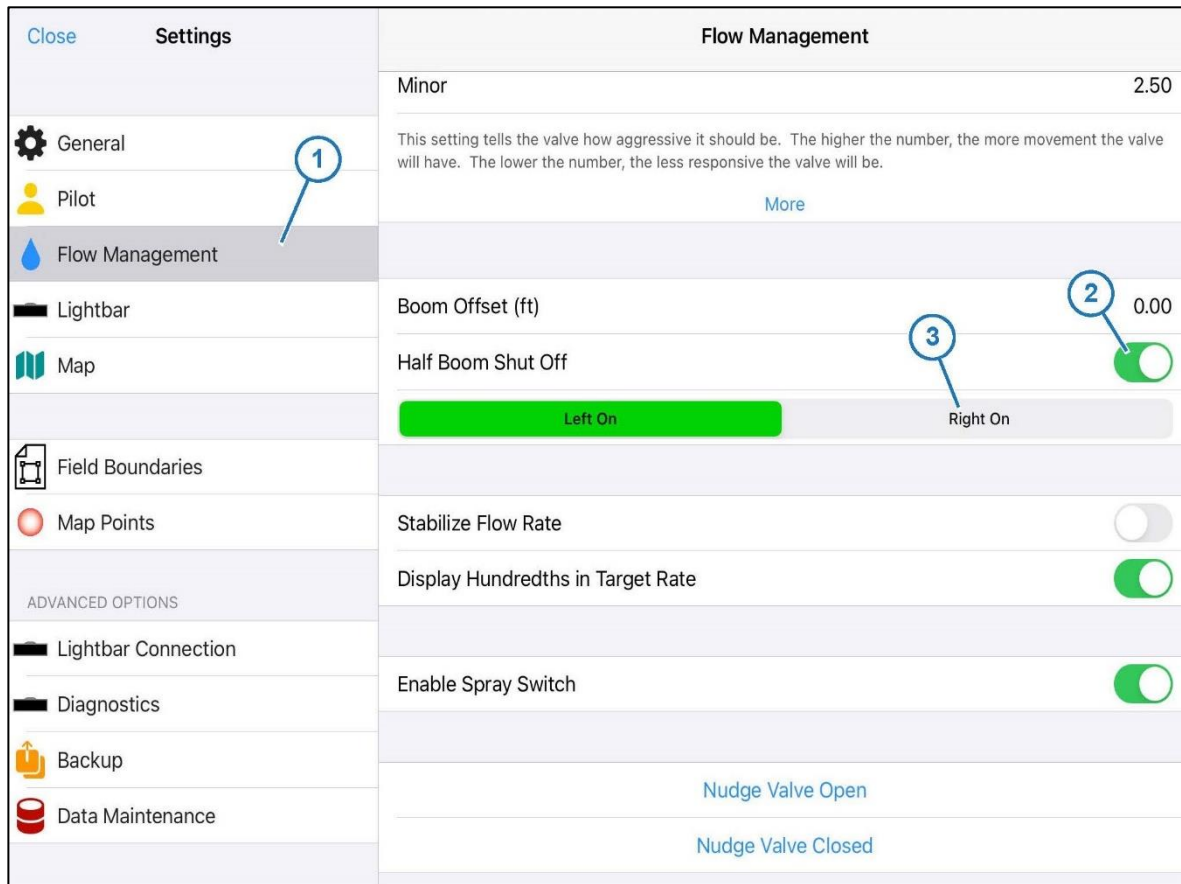 Close
Settings
General
Pilot
Flow Management
Lightbar
Map
Field Boundaries
Map Points
ADVANCED OPTIONS
Lightbar Connection
Diagnostics
Backup
Data Maintenance
1
Flow Management
Minor 2.50
This setting tells the valve how aggressive it should be. The higher the number, the more movement the valve
will have. The lower the number, the less responsive the valve will be.
More
Boom Offset (ft) 0.00
2
Half Boom Shut Off
3
Left On Right On
Stabilize Flow Rate
Display Hundredths in Target Rate
Enable Spray Switch
Nudge Valve Open
Nudge Valve Closed